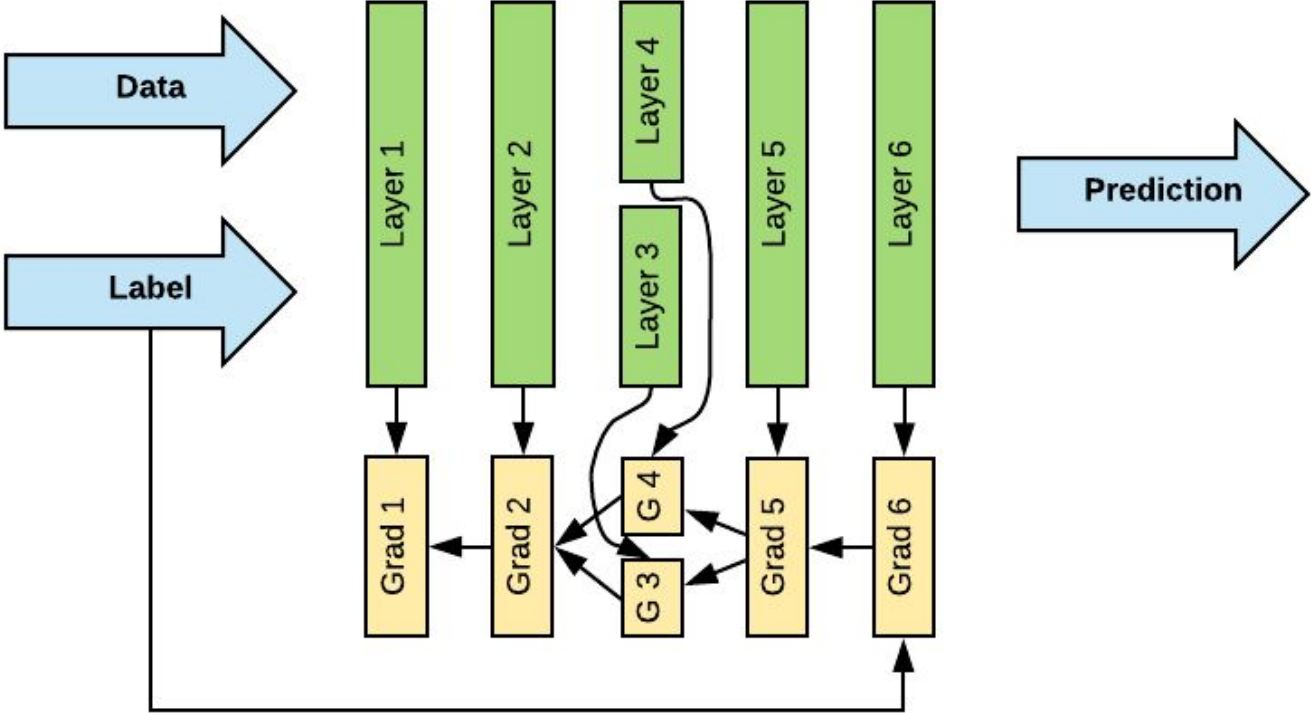 Data
Label
Layer 1
Layer 2
Layer 4
Layer 3
Layer 5
Layer 6
Prediction
Grad 1
Grad 2
G 4
G 3
Grad 5
Grad 6